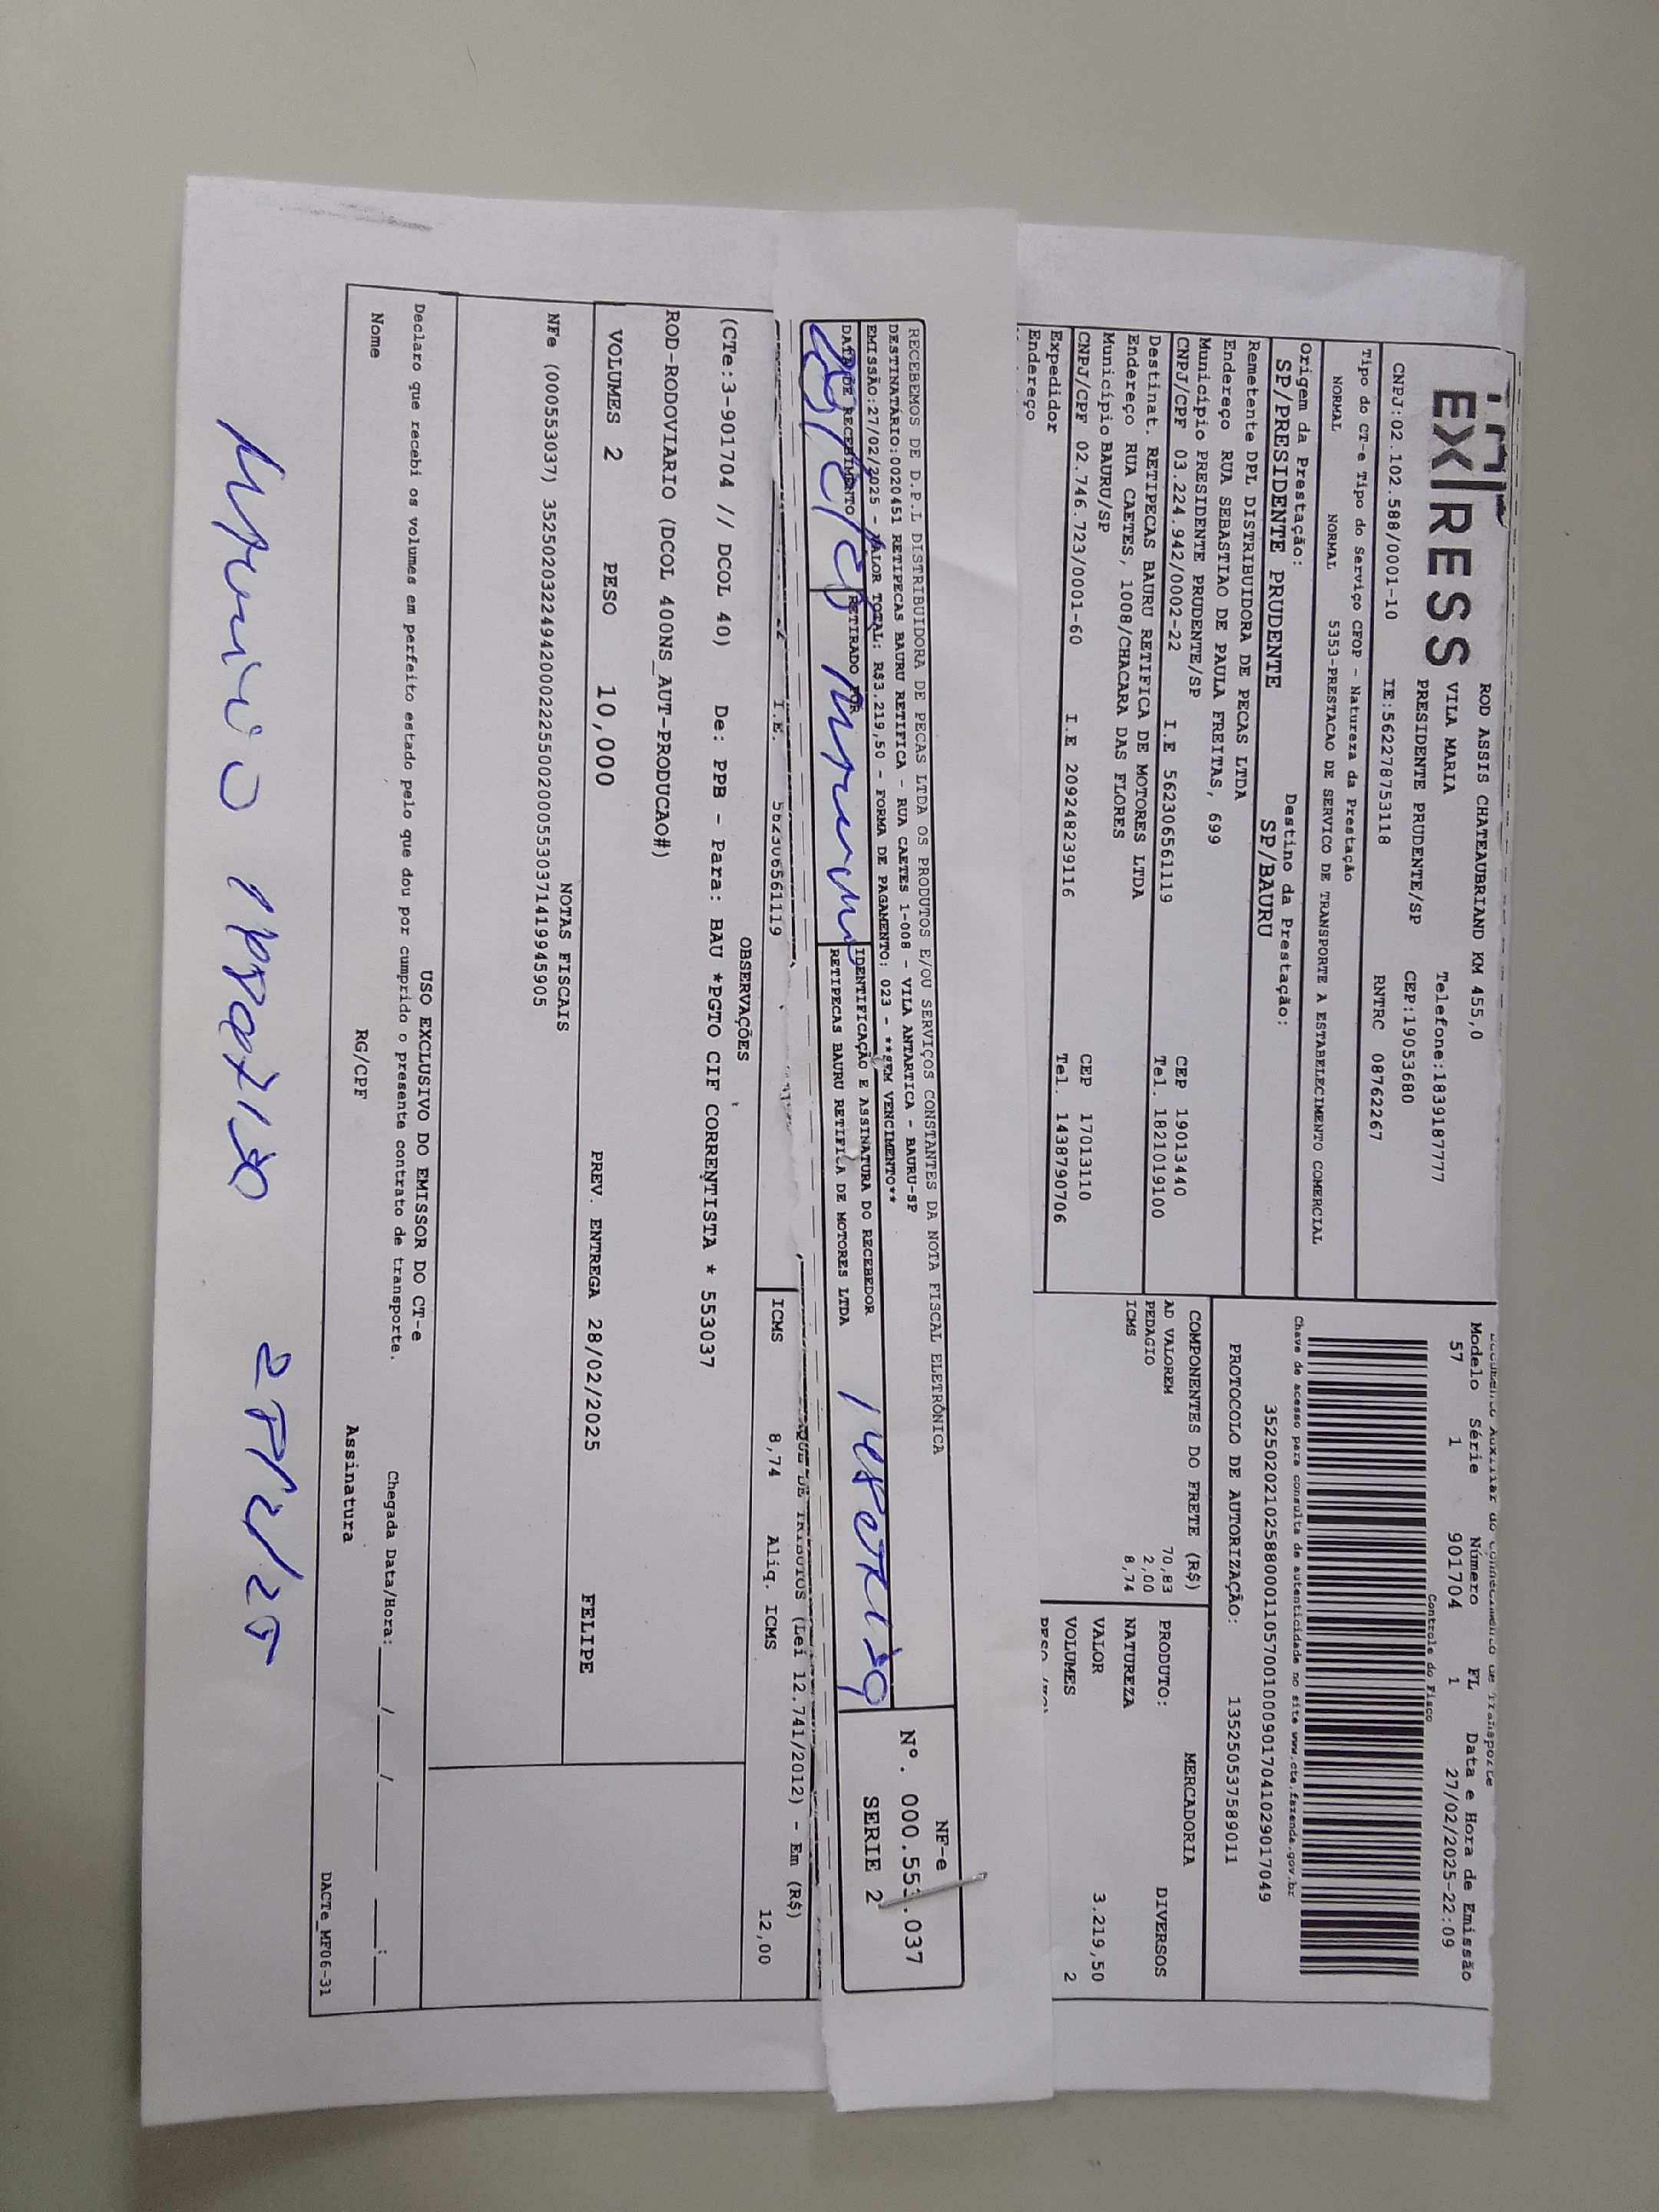 EXPRESS
ROD ASSIS CHATEAUBRIAND KM 455,0
VILA MARIA Telefone:1839187777
PRESIDENTE PRUDENTE/SP CEP:19053680
CNPJ:02.102.588/0001-10 IE:562278753118 RNTRC 08762267
Modelo Série Número FL Data e Hora de Emissão
57 1 901704 1 27/02/2025-22:09
Controle do Fisco
Chave de acesso para consulta de autenticidade no site www.cte.fazenda.gov.br
35250202102588000110570010009017041029017049
PROTOCOLO DE AUTORIZAÇÃO: 135250537589011
Tipo do CT-e Tipo do Serviço CFOP - Natureza da Prestação
NORMAL NORMAL 5353-PRESTACAO DE SERVICO DE TRANSPORTE A ESTABELECIMENTO COMERCIAL
Origem da Prestação: Destino da Prestação:
SP/PRESIDENTE PRUDENTE SP/BAURU
Remetente DPL DISTRIBUIDORA DE PECAS LTDA
Endereço RUA SEBASTIAO DE PAULA FREITAS, 699
Município PRESIDENTE PRUDENTE/SP CEP 19013440
CNPJ/CPF 03.224.942/0002-22 I.E 562306561119 Tel. 1821019100
Destinat. RETIPECAS BAURU RETIFICA DE MOTORES LTDA
Endereço RUA CAETES, 1008/CHACARA DAS FLORES
Município BAURU/SP CEP 17013110
CNPJ/CPF 02.746.723/0001-60 I.E 209248239116 Tel. 1438790706
Expedidor
Endereço
COMPONENTES DO FRETE (R$)
AD VALOREM 70,83
PEDAGIO 2,00
ICMS 8,74
MERCADORIA
PRODUTO: DIVERSOS
NATUREZA
VALOR 3.219,50
VOLUMES 2
RECEBEMOS DE D.P.L DISTRIBUIDORA DE PECAS LTDA OS PRODUTOS E/OU SERVIÇOS CONSTANTES DA NOTA FISCAL ELETRÔNICA
DESTINATÁRIO:0020451 RETIPECAS BAURU RETIFICA - RUA CAETES 1-008 - VILA ANTARTICA - BAURU-SP
EMISSÃO:27/02/2025 - VALOR TOTAL: R$3.219,50 - FORMA DE PAGAMENTO: 023 - **SEM VENCIMENTO**
DATA DE RECEBIMENTO RETIRADO POR IDENTIFICAÇÃO E ASSINATURA DO RECEBEDOR
RETIPECAS BAURU RETIFICA DE MOTORES LTDA
NF-e
Nº. 000.553.037
SERIE 2
I.E. 562306561119
DE TRIBUTOS (Lei 12.741/2012) - Em (R$)
ICMS 8,74 Aliq. ICMS 12,00
OBSERVAÇÕES
(CTe:3-901704 // DCOL 40) De: PPB - Para: BAU *PGTO CIF CORRENTISTA * 553037
ROD-RODOVIARIO (DCOL 400NS_AUT-PRODUCAO#)
VOLUMES 2 PESO 10,000 PREV. ENTREGA 28/02/2025 FELIPE
NOTAS FISCAIS
NFe (000553037) 35250203224942000222550020005530371419945905
USO EXCLUSIVO DO EMISSOR DO CT-e
Declaro que recebi os volumes em perfeito estado pelo que dou por cumprido o presente contrato de transporte.
Chegada Data/Hora: ___/___/_____ __:__
Nome RG/CPF Assinatura
DACTe_MF06-31